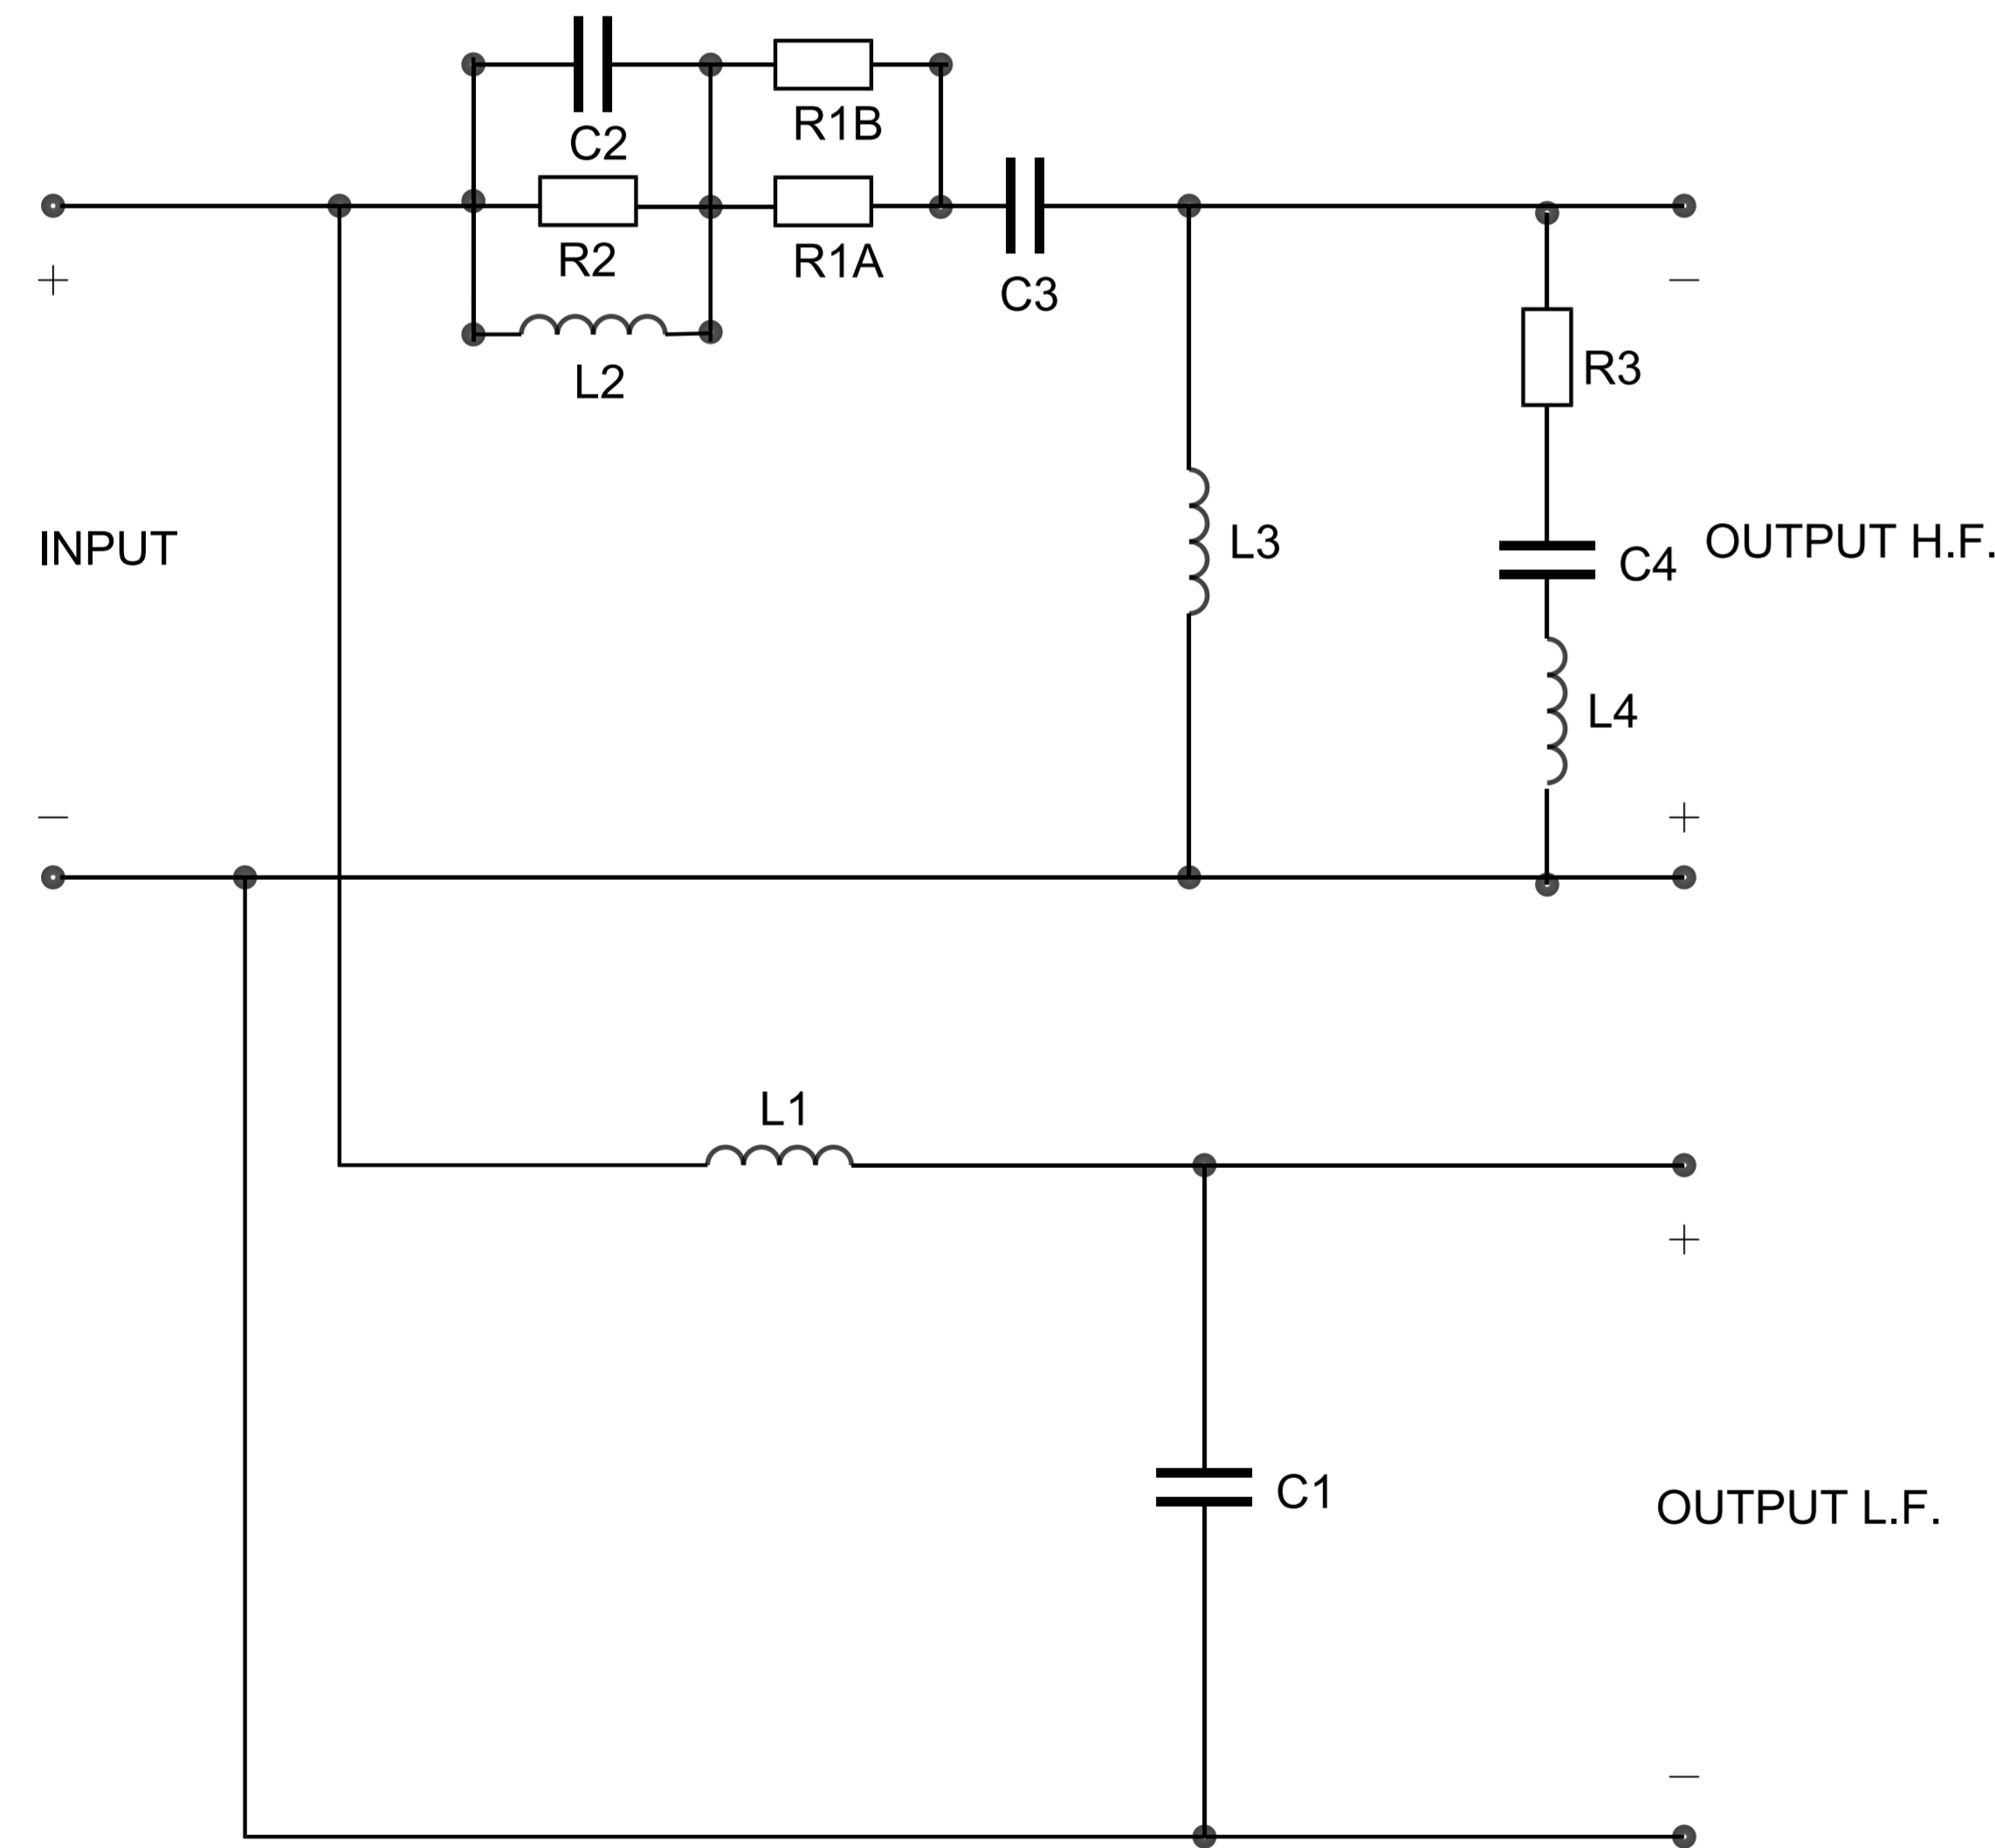 C2
R1B
R2
R1A
C3
+
−
L2
R3
INPUT
L3
C4
OUTPUT H.F.
L4
−
+
L1
+
C1
OUTPUT L.F.
−